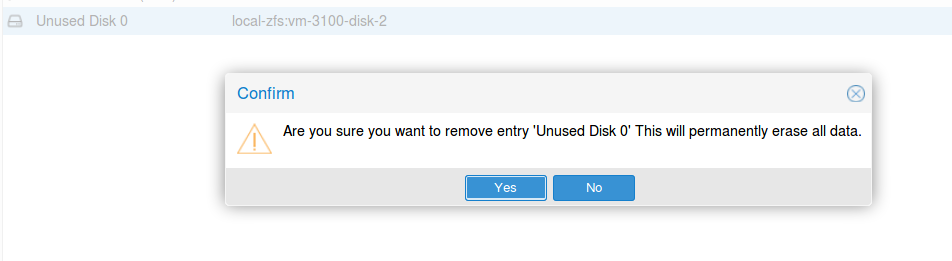 Unused Disk 0 local-zfs:vm-3100-disk-2
Confirm
Are you sure you want to remove entry 'Unused Disk 0' This will permanently erase all data.
Yes No